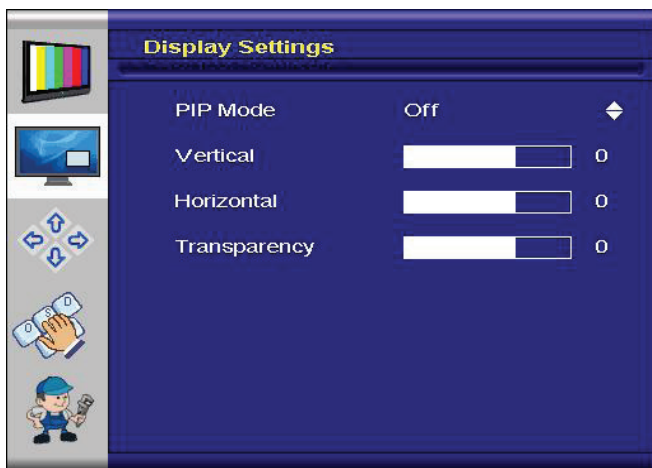 Display Settings
PIP Mode Off
Vertical 0
Horizontal 0
Transparency 0
O S D